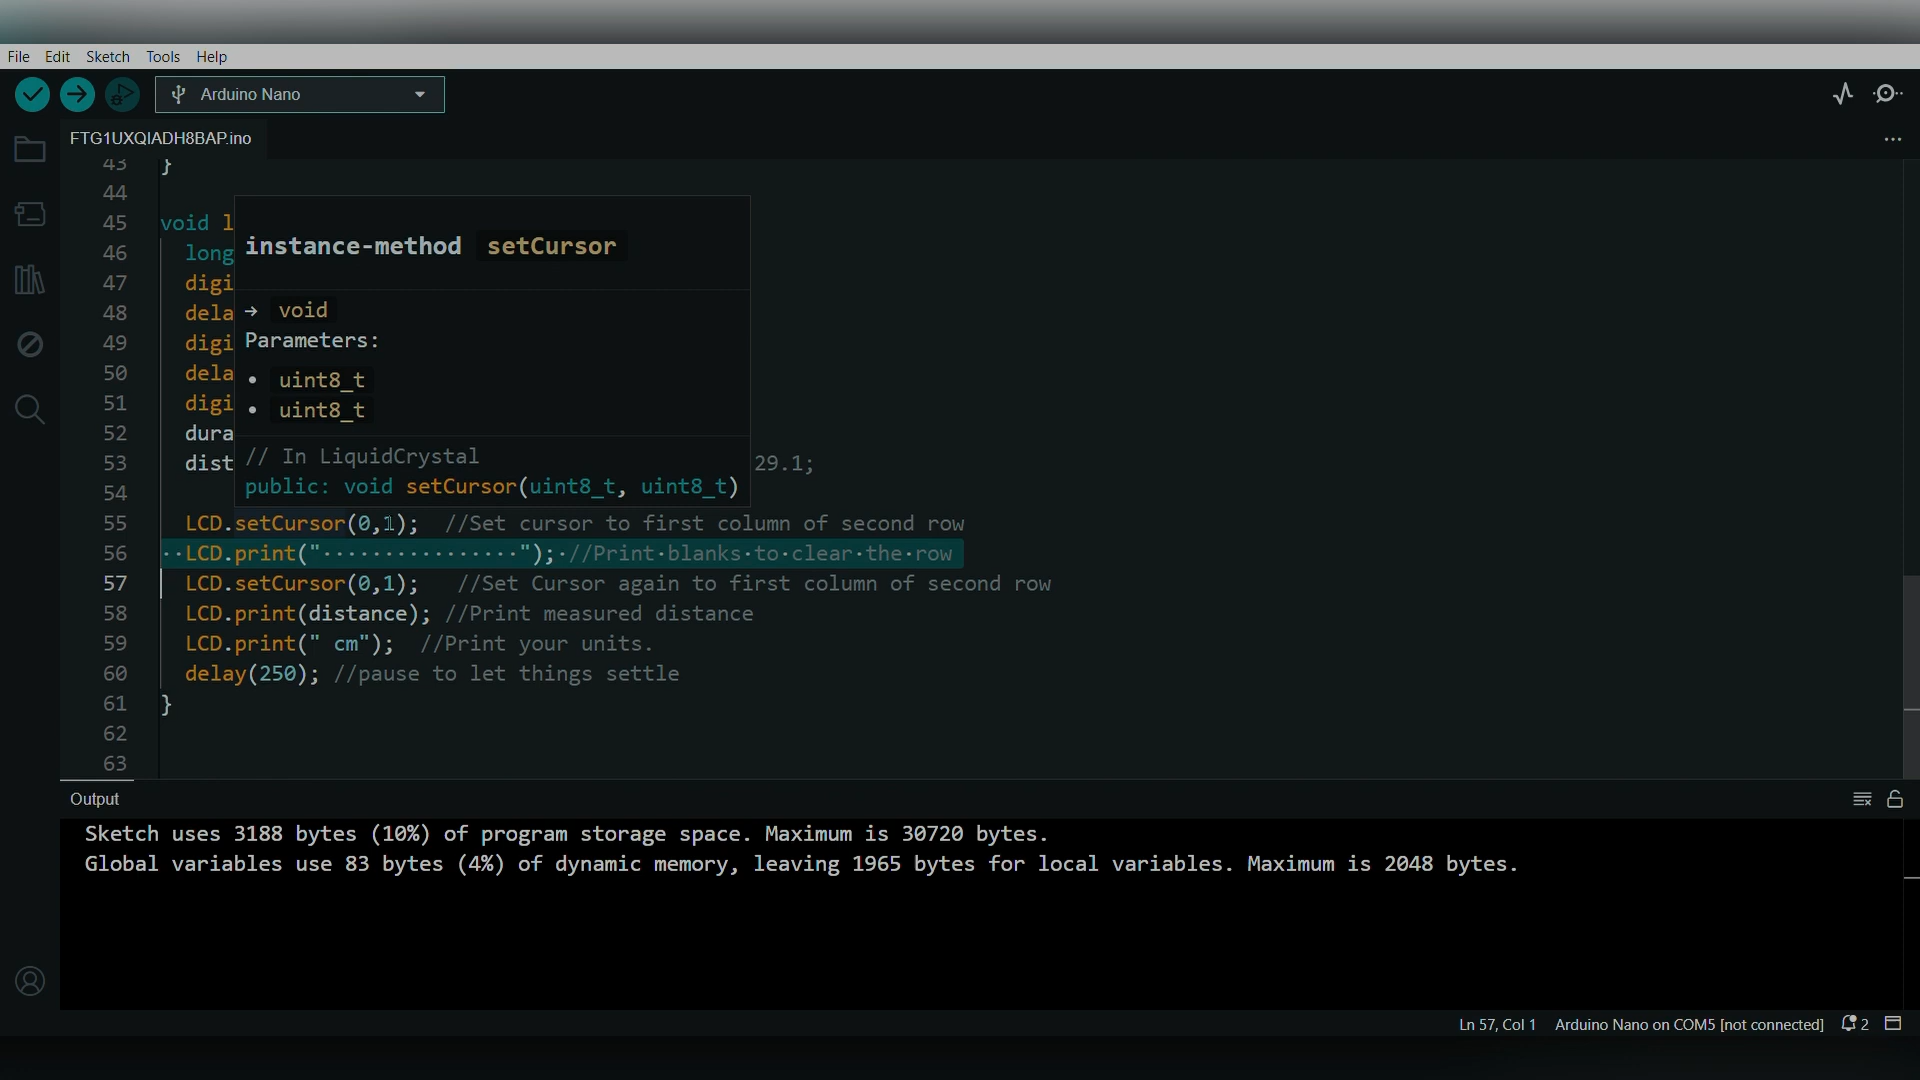 File Edit Sketch Tools Help
Arduino Nano
FTG1UXQIADH8BAP.ino
43 }
44
45 void l
46 long
47 digi
48 dela
49 digi
50 dela
51 digi
52 dura
53 dist 29.1;
54
instance-method setCursor
→ void
Parameters:
• uint8_t
• uint8_t
// In LiquidCrystal
public: void setCursor(uint8_t, uint8_t)
55 LCD.setCursor(0,1); //Set cursor to first column of second row
56 ··LCD.print("················");·//Print·blanks·to·clear·the·row
57 LCD.setCursor(0,1); //Set Cursor again to first column of second row
58 LCD.print(distance); //Print measured distance
59 LCD.print(" cm"); //Print your units.
60 delay(250); //pause to let things settle
61 }
62
63
Output
Sketch uses 3188 bytes (10%) of program storage space. Maximum is 30720 bytes.
Global variables use 83 bytes (4%) of dynamic memory, leaving 1965 bytes for local variables. Maximum is 2048 bytes.
Ln 57, Col 1 Arduino Nano on COM5 [not connected] 2